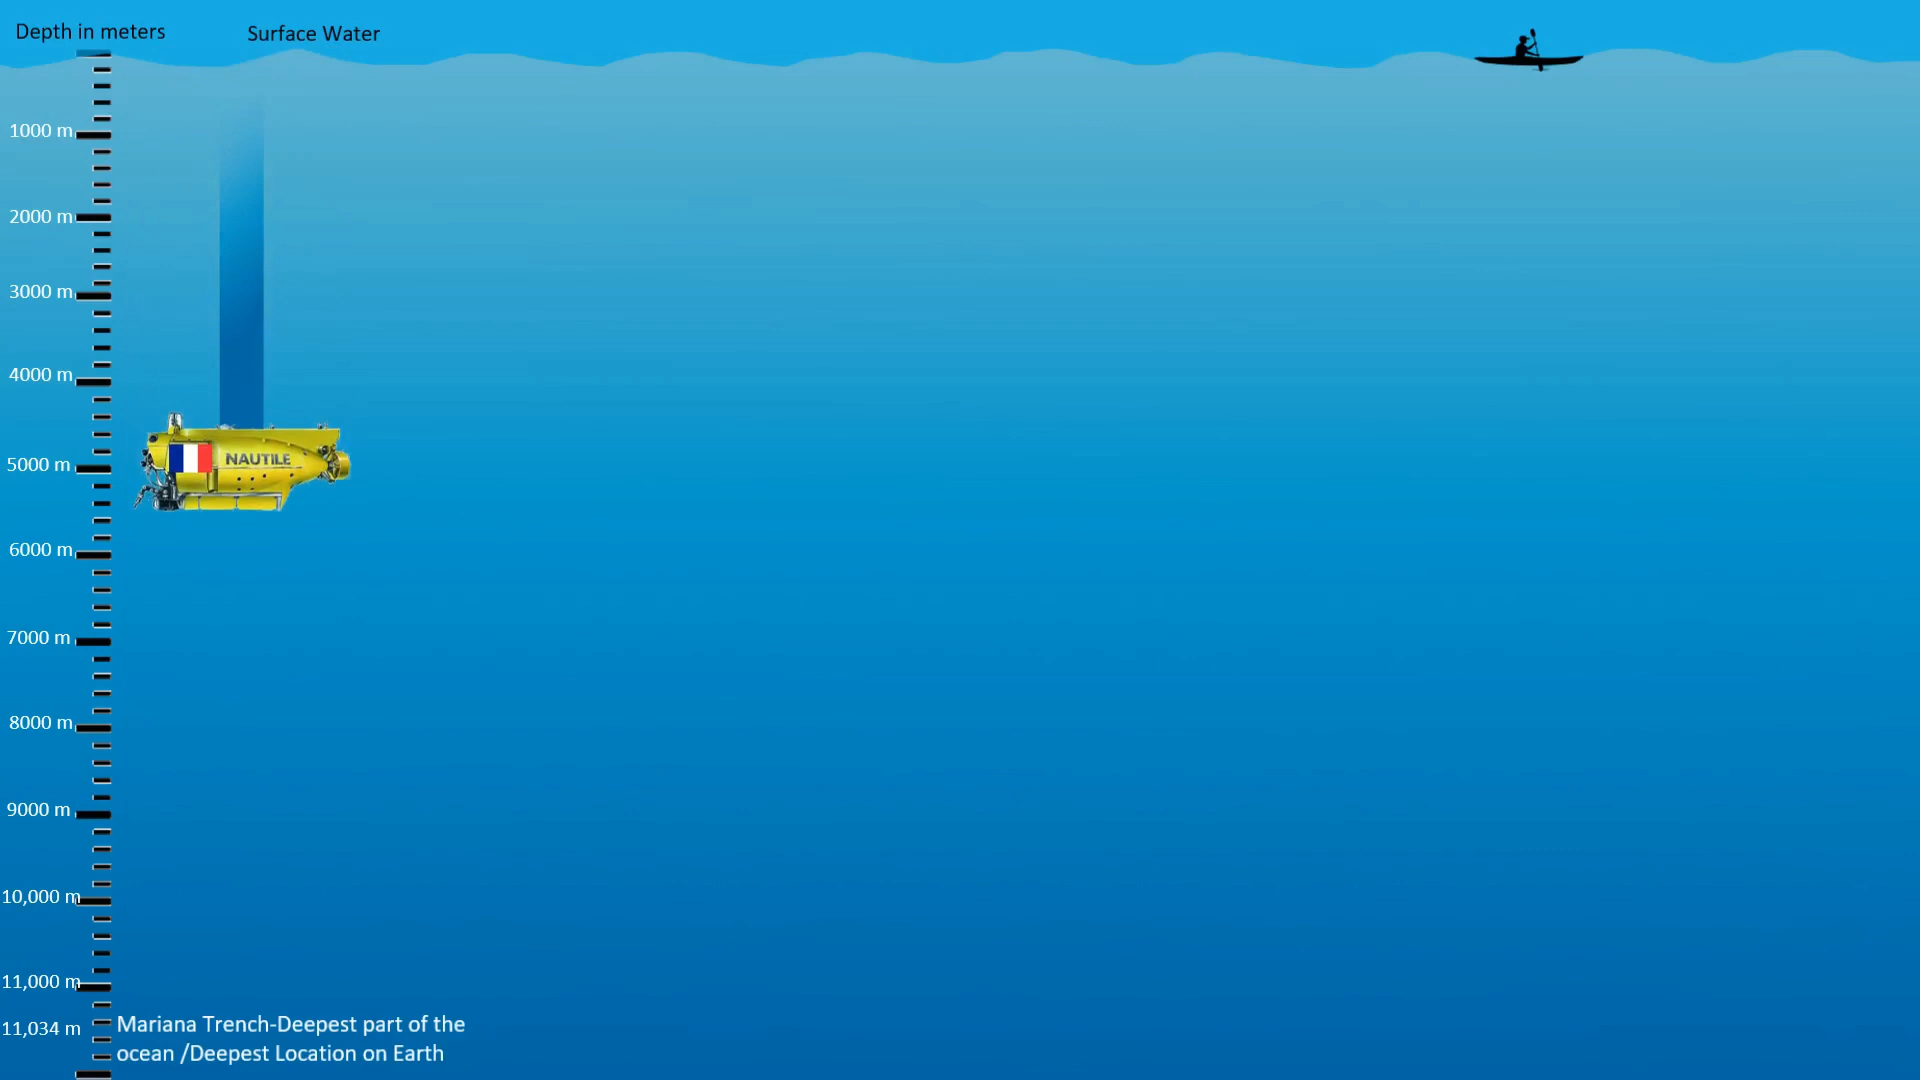 Depth in meters
Surface Water
1000 m
2000 m
3000 m
4000 m
NAUTILE
5000 m
6000 m
7000 m
8000 m
9000 m
10,000 m
11,000 m
11,034 m
Mariana Trench-Deepest part of the
ocean /Deepest Location on Earth